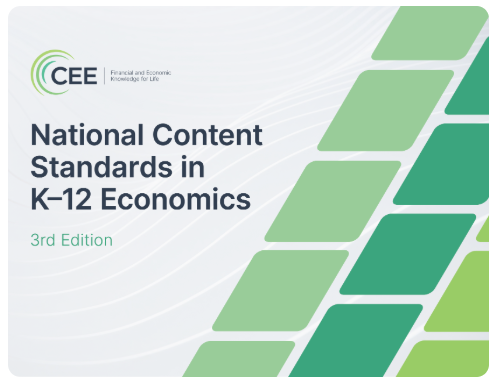 CEE
Financial and Economic
Knowledge for Life
National Content
Standards in
K–12 Economics
3rd Edition